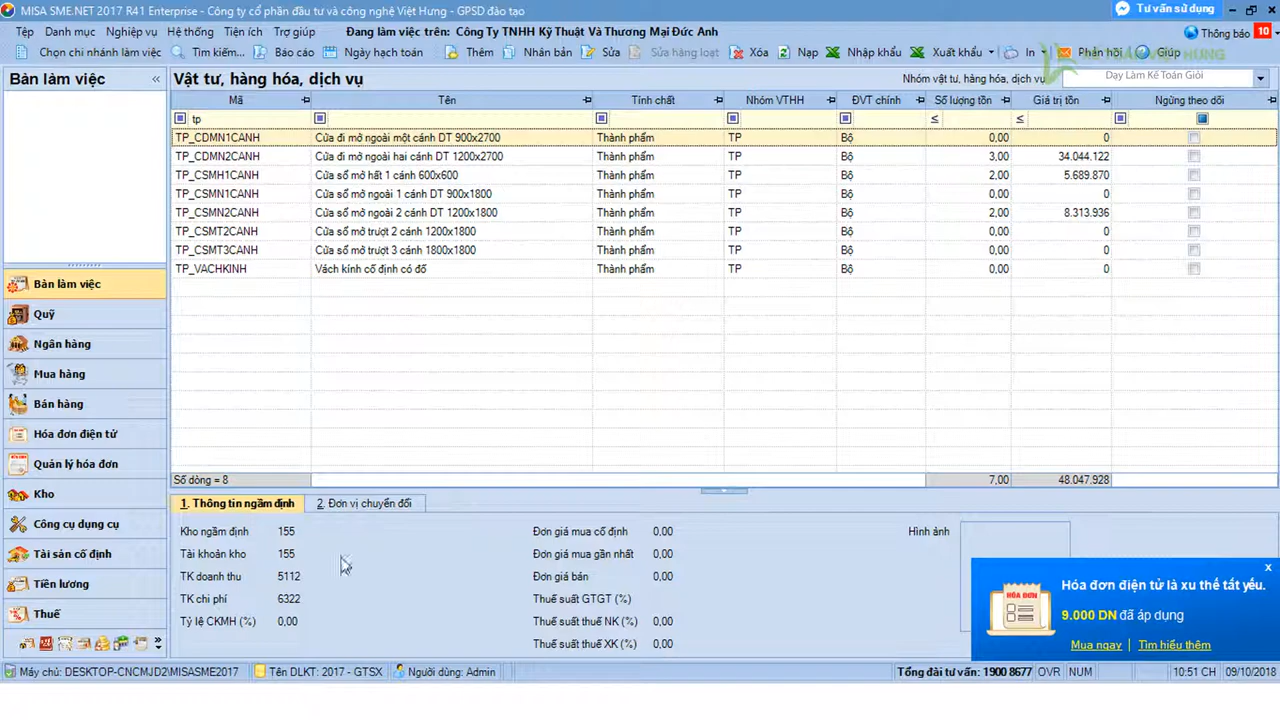 MISA SME.NET 2017 R41 Enterprise - Công ty cổ phần đầu tư và công nghệ Việt Hưng - GPSD đào tạo
Tư vấn sử dụng
Tệp Danh mục Nghiệp vụ Hệ thống Tiện ích Trợ giúp Đang làm việc trên: Công Ty TNHH Kỹ Thuật Và Thương Mại Đức Anh Thông báo 10
Chọn chi nhánh làm việc Tìm kiếm... Báo cáo Ngày hạch toán Thêm Nhân bản Sửa Sửa hàng loạt Xóa Nạp Nhập khẩu Xuất khẩu In Phản hồi Giúp
Bàn làm việc «
Vật tư, hàng hóa, dịch vụ
Nhóm vật tư, hàng hóa, dịch vụ
Dạy Làm Kế Toán Giỏi
Mã Tên Tính chất Nhóm VTHH ĐVT chính Số lượng tồn Giá trị tồn Ngừng theo dõi
tp ≤ ≤
TP_CDMN1CANH Cửa đi mở ngoài một cánh DT 900x2700 Thành phẩm TP Bộ 0,00 0
TP_CDMN2CANH Cửa đi mở ngoài hai cánh DT 1200x2700 Thành phẩm TP Bộ 3,00 34.044.122
TP_CSMH1CANH Cửa sổ mở hất 1 cánh 600x600 Thành phẩm TP Bộ 2,00 5.689.870
TP_CSMN1CANH Cửa sổ mở ngoài 1 cánh DT 900x1800 Thành phẩm TP Bộ 0,00 0
TP_CSMN2CANH Cửa sổ mở ngoài 2 cánh DT 1200x1800 Thành phẩm TP Bộ 2,00 8.313.936
TP_CSMT2CANH Cửa sổ mở trượt 2 cánh 1200x1800 Thành phẩm TP Bộ 0,00 0
TP_CSMT3CANH Cửa sổ mở trượt 3 cánh 1800x1800 Thành phẩm TP Bộ 0,00 0
TP_VACHKINH Vách kính cố định có đố Thành phẩm TP Bộ 0,00 0
Số dòng = 8 7,00 48.047.928
Bàn làm việc
Quỹ
Ngân hàng
Mua hàng
Bán hàng
Hóa đơn điện tử
Quản lý hóa đơn
Kho
Công cụ dụng cụ
Tài sản cố định
Tiền lương
Thuế
1. Thông tin ngầm định 2. Đơn vị chuyển đổi
Kho ngầm định 155 Đơn giá mua cố định 0,00 Hình ảnh
Tài khoản kho 155 Đơn giá mua gần nhất 0,00
TK doanh thu 5112 Đơn giá bán 0,00
TK chi phí 6322 Thuế suất GTGT (%)
Tỷ lệ CKMH (%) 0,00 Thuế suất thuế NK (%) 0,00
Thuế suất thuế XK (%) 0,00
x
HÓA ĐƠN
Hóa đơn điện tử là xu thế tất yếu.
9.000 DN đã áp dụng
Mua ngay | Tìm hiểu thêm
Máy chủ: DESKTOP-CNCMJD2\MISASME2017 Tên DLKT: 2017 - GTSX Người dùng: Admin Tổng đài tư vấn: 1900 8677 OVR NUM 10:51 CH 09/10/2018